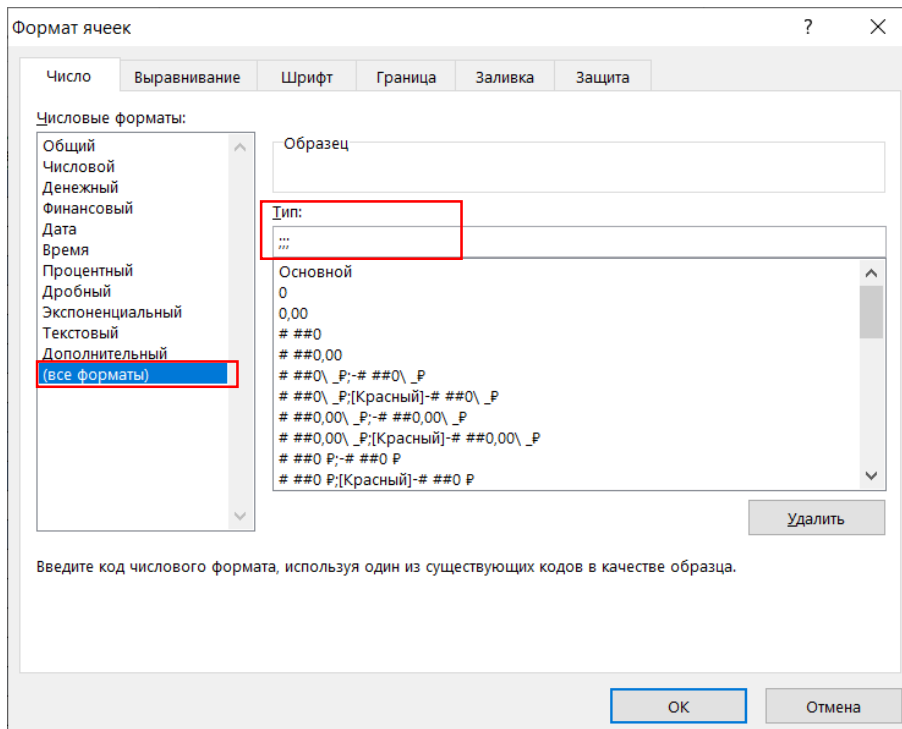 Формат ячеек
?
Число
Выравнивание
Шрифт
Граница
Заливка
Защита
Числовые форматы:
Общий
Числовой
Денежный
Финансовый
Дата
Время
Процентный
Дробный
Экспоненциальный
Текстовый
Дополнительный
(все форматы)
Образец
Тип:
;;;
Основной
0
0,00
# ##0
# ##0,00
# ##0\ _₽;-# ##0\ _₽
# ##0\ _₽;[Красный]-# ##0\ _₽
# ##0,00\ _₽;-# ##0,00\ _₽
# ##0,00\ _₽;[Красный]-# ##0,00\ _₽
# ##0 ₽;-# ##0 ₽
# ##0 ₽;[Красный]-# ##0 ₽
Удалить
Введите код числового формата, используя один из существующих кодов в качестве образца.
ОК
Отмена